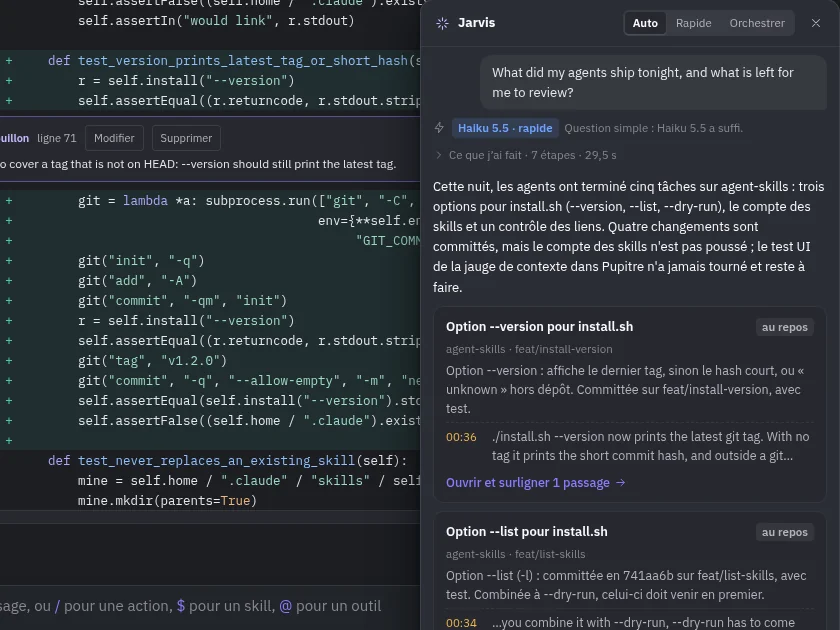 self.assertFalse((self.home / ".claude").exist
self.assertIn("would link", r.stdout)
+ def test_version_prints_latest_tag_or_short_hash(s
+ r = self.install("--version")
+ self.assertEqual((r.returncode, r.stdout.strip
uillon ligne 71 Modifier Supprimer
o cover a tag that is not on HEAD: --version should still print the latest tag.
+ git = lambda *a: subprocess.run(["git", "-C",
+ env={**self.en
+ "GIT_COMM
+ git("init", "-q")
+ git("add", "-A")
+ git("commit", "-qm", "init")
+ r = self.install("--version")
+ self.assertEqual((r.returncode, r.stdout.strip
+ git("tag", "v1.2.0")
+ git("commit", "-q", "--allow-empty", "-m", "ne
+ self.assertEqual(self.install("--version").std
+ self.assertFalse((self.home / ".claude").exist
+
def test_never_replaces_an_existing_skill(self):
mine = self.home / ".claude" / "skills" / self
mine.mkdir(parents=True)
sage, ou / pour une action, $ pour un skill, @ pour un outil
Jarvis Auto Rapide Orchestrer
What did my agents ship tonight, and what is left for
me to review?
Haiku 5.5 · rapide Question simple : Haiku 5.5 a suffi.
Ce que j'ai fait · 7 étapes · 29,5 s
Cette nuit, les agents ont terminé cinq tâches sur agent-skills : trois
options pour install.sh (--version, --list, --dry-run), le compte des
skills et un contrôle des liens. Quatre changements sont
committés, mais le compte des skills n'est pas poussé ; le test UI
de la jauge de contexte dans Pupitre n'a jamais tourné et reste à
faire.
Option --version pour install.sh au repos
agent-skills · feat/install-version
Option --version : affiche le dernier tag, sinon le hash court, ou «
unknown » hors dépôt. Committée sur feat/install-version, avec
test.
00:36 ./install.sh --version now prints the latest git tag. With no
tag it prints the short commit hash, and outside a git…
Ouvrir et surligner 1 passage →
Option --list pour install.sh au repos
agent-skills · feat/list-skills
Option --list (-l) : committée en 741aa6b sur feat/list-skills, avec
test. Combinée à --dry-run, celui-ci doit venir en premier.
00:34 …you combine it with --dry-run, --dry-run has to come